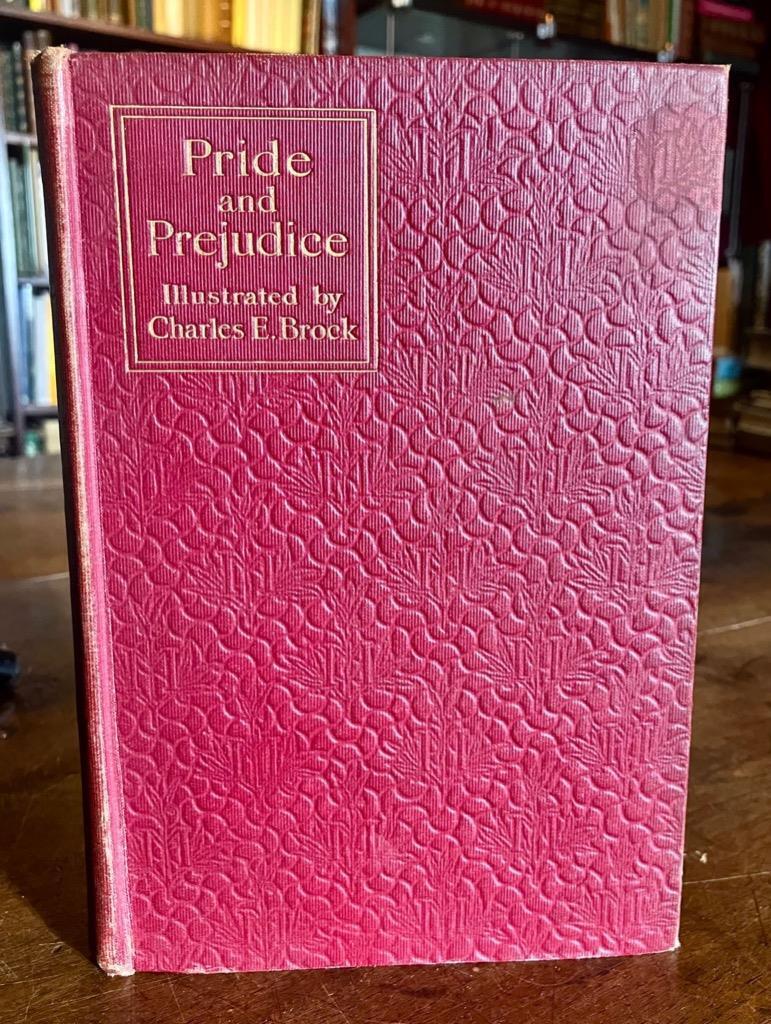 Pride
and
Prejudice
Illustrated by
Charles E. Brock